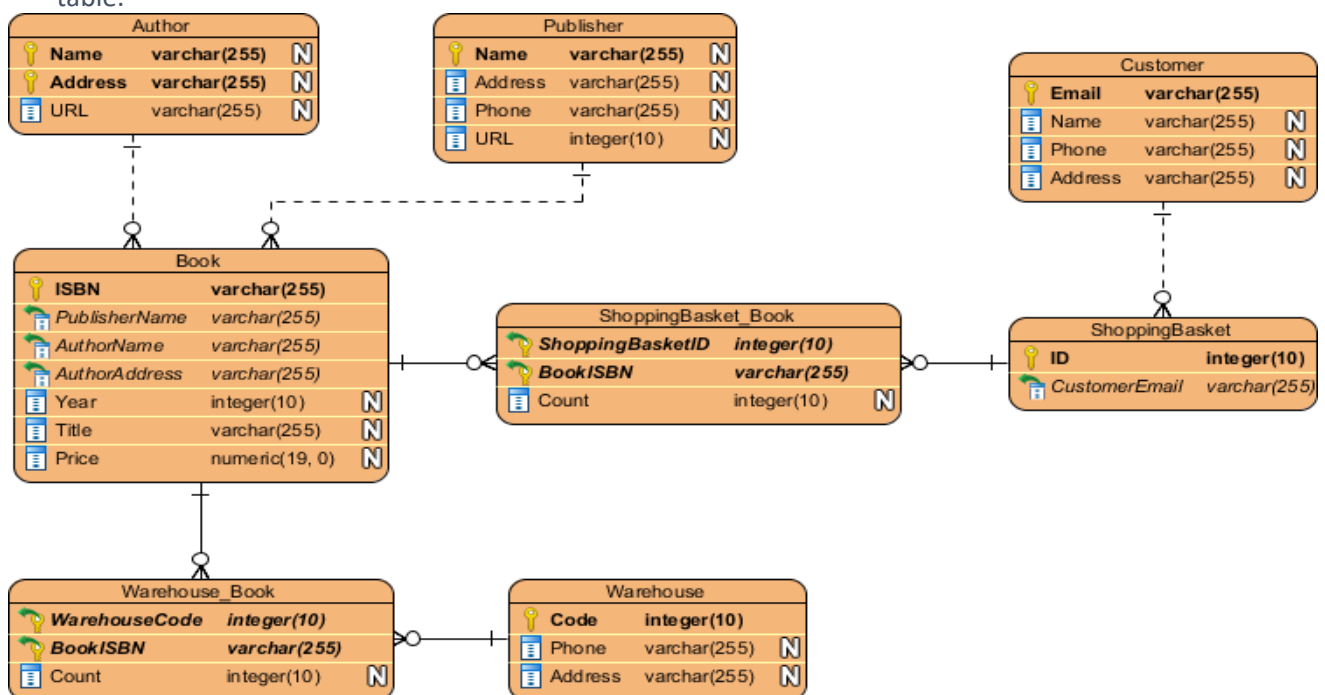 table.
Author
Name varchar(255) N
Address varchar(255) N
URL varchar(255) N
Publisher
Name varchar(255) N
Address varchar(255) N
Phone varchar(255) N
URL integer(10) N
Customer
Email varchar(255)
Name varchar(255) N
Phone varchar(255) N
Address varchar(255) N
Book
ISBN varchar(255)
PublisherName varchar(255)
AuthorName varchar(255)
AuthorAddress varchar(255)
Year integer(10) N
Title varchar(255) N
Price numeric(19, 0) N
ShoppingBasket_Book
ShoppingBasketID integer(10)
BookISBN varchar(255)
Count integer(10) N
ShoppingBasket
ID integer(10)
CustomerEmail varchar(255)
Warehouse_Book
WarehouseCode integer(10)
BookISBN varchar(255)
Count integer(10) N
Warehouse
Code integer(10)
Phone varchar(255) N
Address varchar(255) N